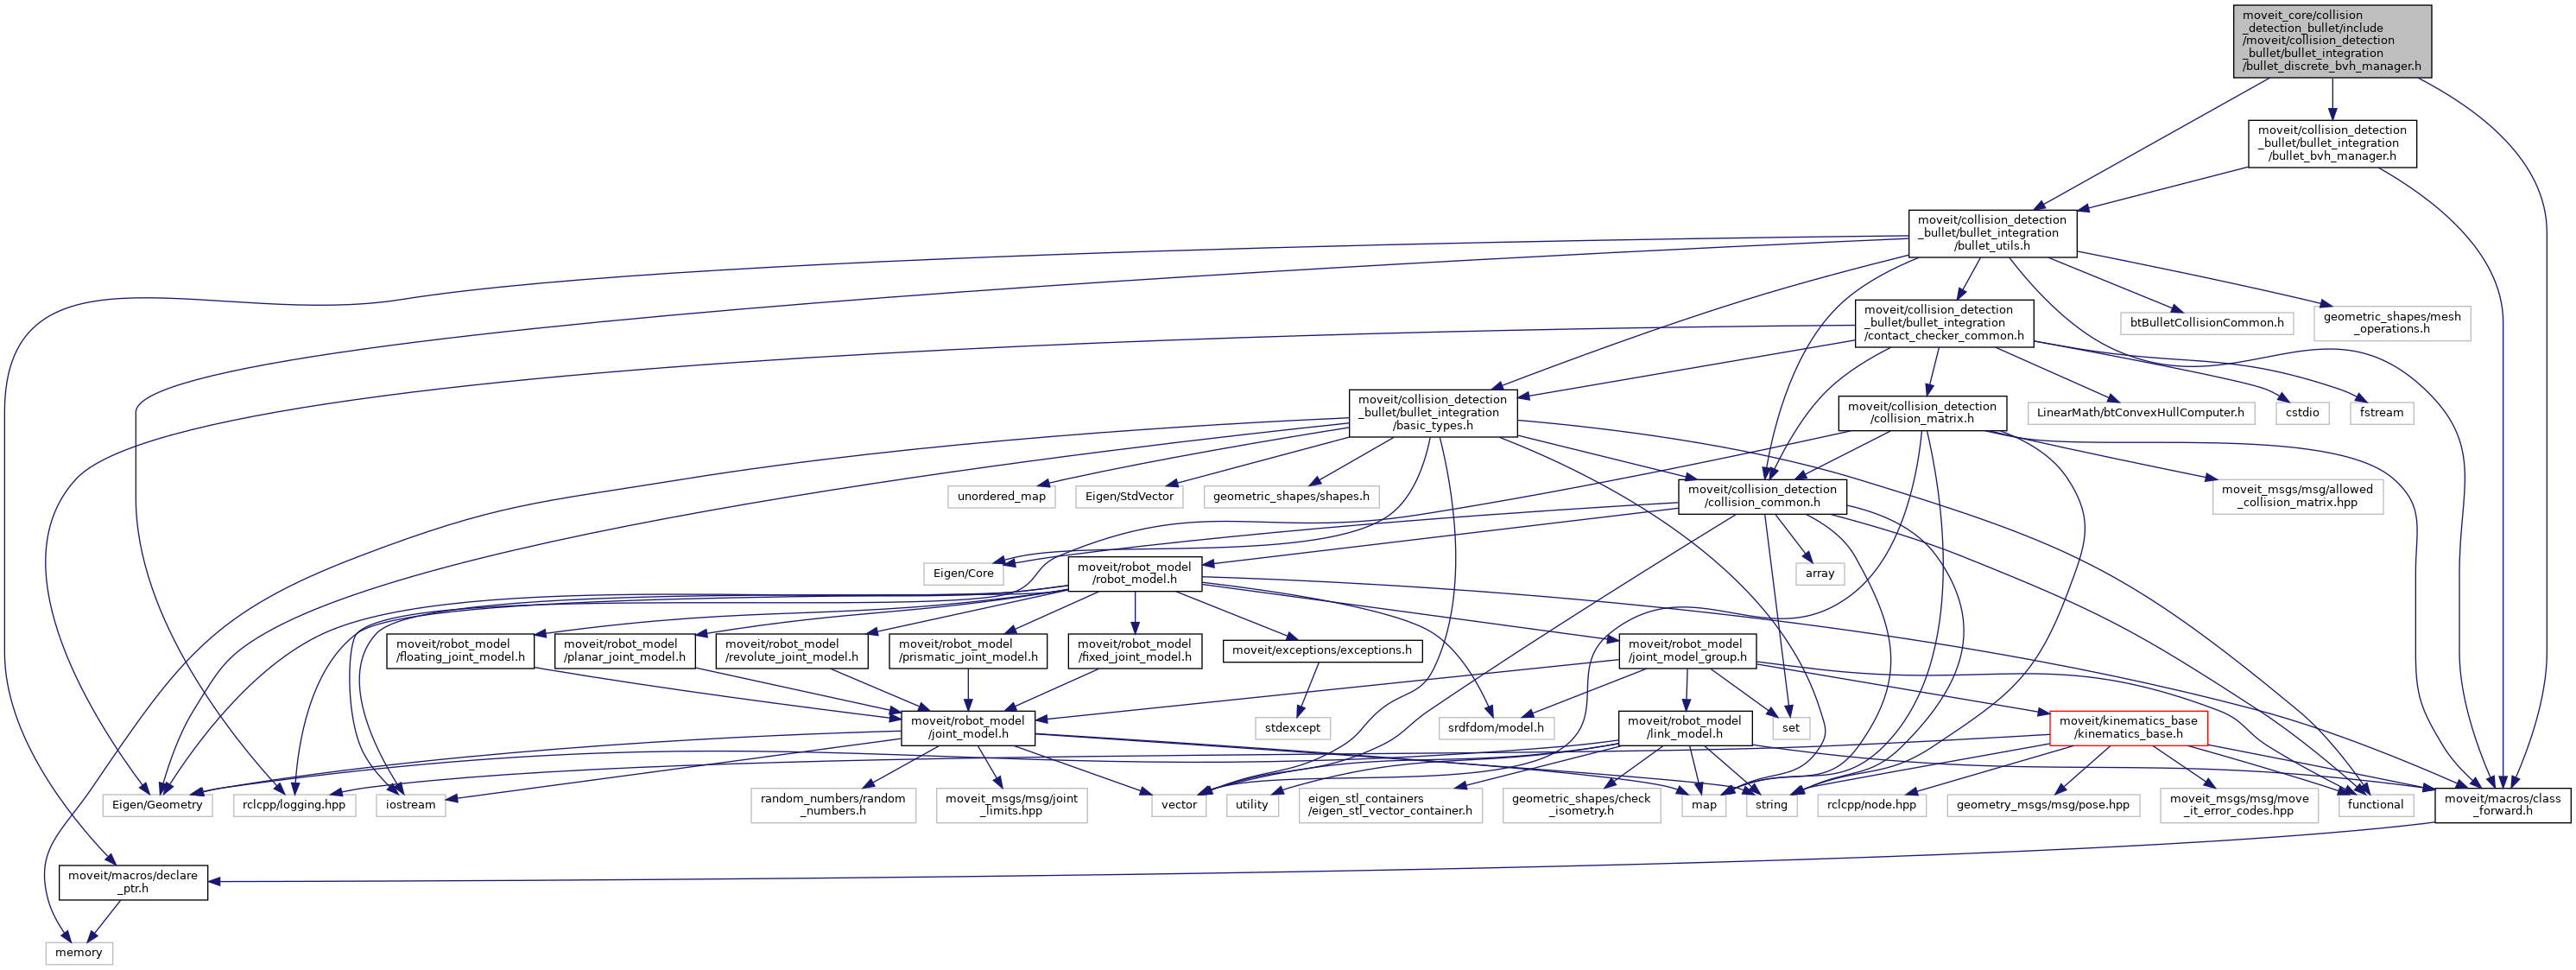 moveit_core/collision
_detection_bullet/include
/moveit/collision_detection
_bullet/bullet_integration
/bullet_discrete_bvh_manager.h
moveit/collision_detection
_bullet/bullet_integration
/bullet_bvh_manager.h
moveit/collision_detection
_bullet/bullet_integration
/bullet_utils.h
moveit/collision_detection
_bullet/bullet_integration
/contact_checker_common.h
btBulletCollisionCommon.h
geometric_shapes/mesh
_operations.h
moveit/collision_detection
_bullet/bullet_integration
/basic_types.h
moveit/collision_detection
/collision_matrix.h
LinearMath/btConvexHullComputer.h
cstdio
fstream
unordered_map
Eigen/StdVector
geometric_shapes/shapes.h
moveit/collision_detection
/collision_common.h
moveit_msgs/msg/allowed
_collision_matrix.hpp
Eigen/Core
moveit/robot_model
/robot_model.h
array
moveit/robot_model
/floating_joint_model.h
moveit/robot_model
/planar_joint_model.h
moveit/robot_model
/revolute_joint_model.h
moveit/robot_model
/prismatic_joint_model.h
moveit/robot_model
/fixed_joint_model.h
moveit/exceptions/exceptions.h
moveit/robot_model
/joint_model_group.h
moveit/robot_model
/joint_model.h
stdexcept
srdfdom/model.h
moveit/robot_model
/link_model.h
set
moveit/kinematics_base
/kinematics_base.h
Eigen/Geometry
rclcpp/logging.hpp
iostream
random_numbers/random
_numbers.h
moveit_msgs/msg/joint
_limits.hpp
vector
utility
eigen_stl_containers
/eigen_stl_vector_container.h
geometric_shapes/check
_isometry.h
map
string
rclcpp/node.hpp
geometry_msgs/msg/pose.hpp
moveit_msgs/msg/move
_it_error_codes.hpp
functional
moveit/macros/class
_forward.h
moveit/macros/declare
_ptr.h
memory